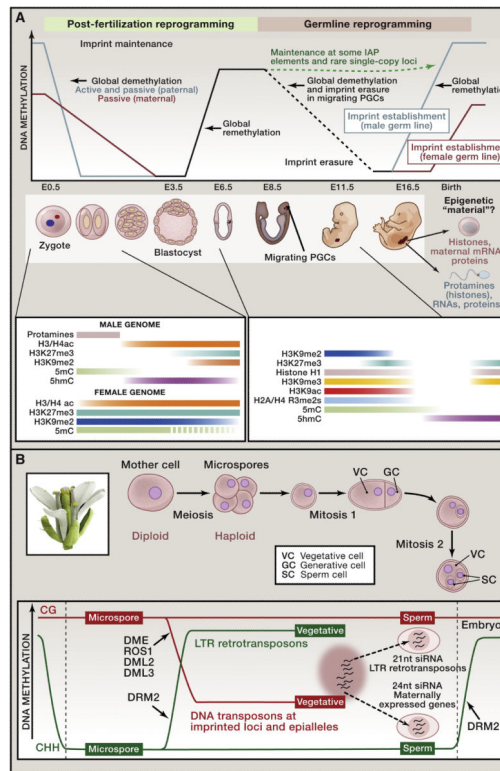 A
Post-fertilization reprogramming
Germline reprogramming
DNA METHYLATION
Imprint maintenance
Global demethylation
Active and passive (paternal)
Passive (maternal)
Global
remethylation
Maintenance at some IAP
elements and rare single-copy loci
Global demethylation
and imprint erasure
in migrating PGCs
Imprint erasure
Global
remethylation
Imprint establishment
(male germ line)
Imprint establishment
(female germ line)
E0.5
E3.5
E6.5
E8.5
E11.5
E16.5
Birth
Zygote
Blastocyst
Migrating PGCs
Epigenetic
"material"?
Histones,
maternal mRNA
proteins
Protamines
(histones),
RNAs, proteins
MALE GENOME
Protamines
H3/H4ac
H3K27me3
H3K9me2
5mC
5hmC
FEMALE GENOME
H3/H4 ac
H3K27me3
H3K9me2
5mC
H3K9me2
H3K27me3
Histone H1
H3K9me3
H3K9ac
H2A/H4 R3me2s
5mC
5hmC
B
Mother cell
Microspores
Meiosis
Diploid
Haploid
Mitosis 1
VC
GC
Mitosis 2
VC
SC
VC Vegetative cell
GC Generative cell
SC Sperm cell
DNA METHYLATION
CG
CHH
Microspore
Microspore
DME
ROS1
DML2
DML3
DRM2
LTR retrotransposons
Vegetative
Vegetative
DNA transposons at
imprinted loci and epialleles
Sperm
21nt siRNA
LTR retrotransposons
24nt siRNA
Maternally
expressed genes
Sperm
Embryo
DRM2